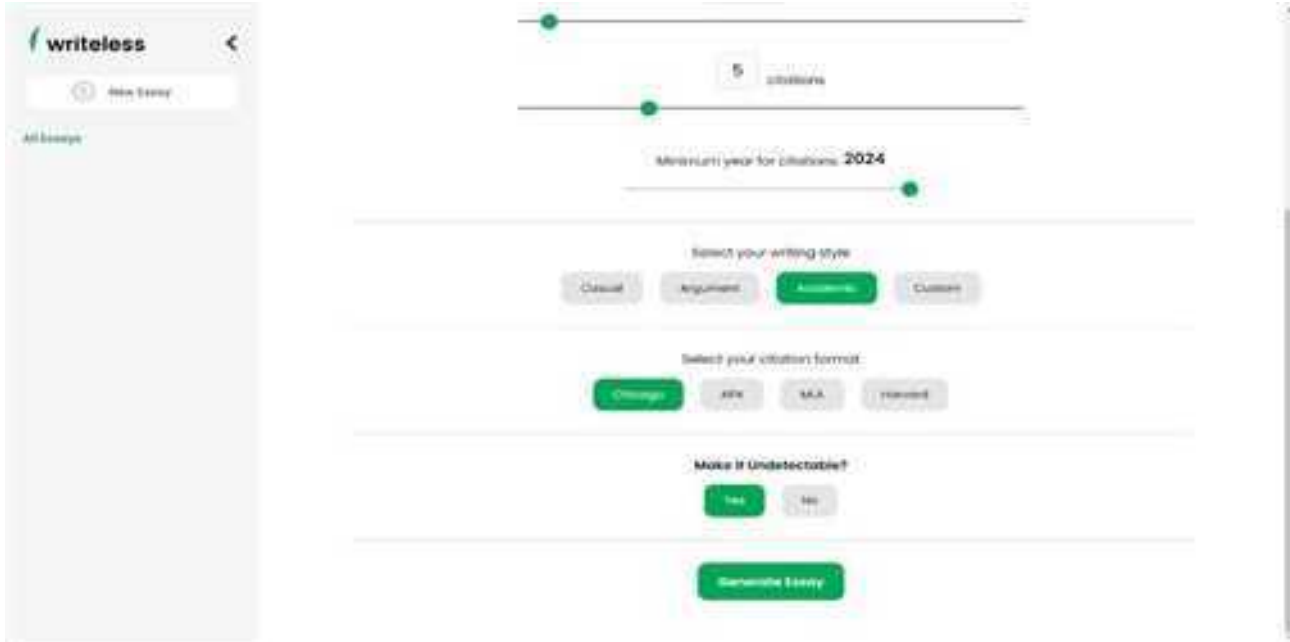 writeless
New Essay
All Essays
5 citations
Minimum year for citations: 2024
Select your writing style
Casual Argument Academic Custom
Select your citation format
Chicago APA MLA Harvard
Make it Undetectable?
Yes No
Generate Essay